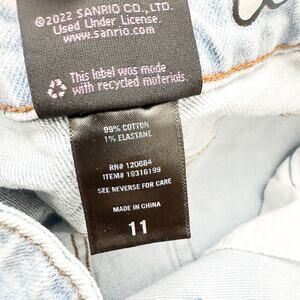 ©2022 SANRIO CO., LTD.
Used Under License.
www.sanrio.com
This label was made
with recycled materials.
99% COTTON
1% ELASTANE
RN# 120684
ITEM# 19316199
SEE REVERSE FOR CARE
MADE IN CHINA
11